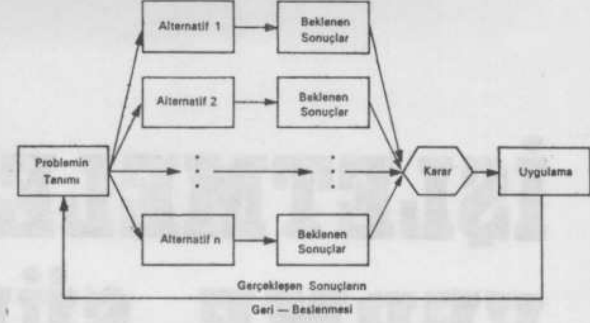 Alternatif 1
Beklenen
Sonuçlar
Alternatif 2
Beklenen
Sonuçlar
Problemin
Tanımı
Karar
Uygulama
Alternatif n
Beklenen
Sonuçlar
Gerçekleşen Sonuçların
Geri — Beslenmesi